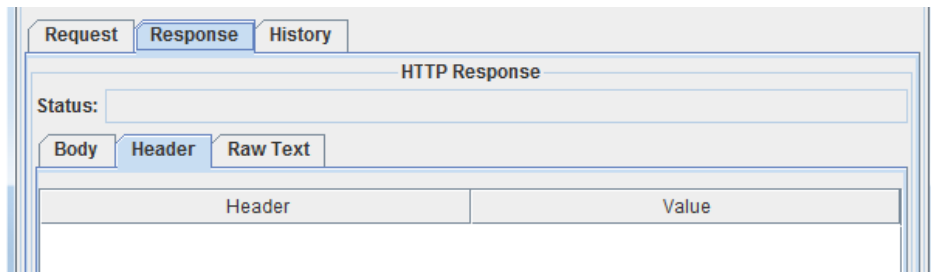 Request Response History
HTTP Response
Status:
Body Header Raw Text
Header Value